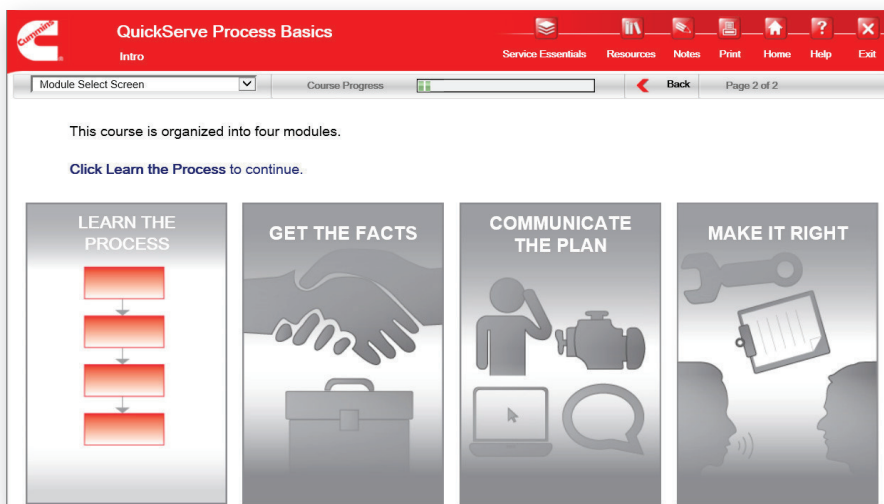 Cummins
QuickServe Process Basics
Intro
Service Essentials Resources Notes Print Home Help Exit
Module Select Screen Course Progress Back Page 2 of 2
This course is organized into four modules.
Click Learn the Process to continue.
LEARN THE
PROCESS
GET THE FACTS
COMMUNICATE
THE PLAN
MAKE IT RIGHT